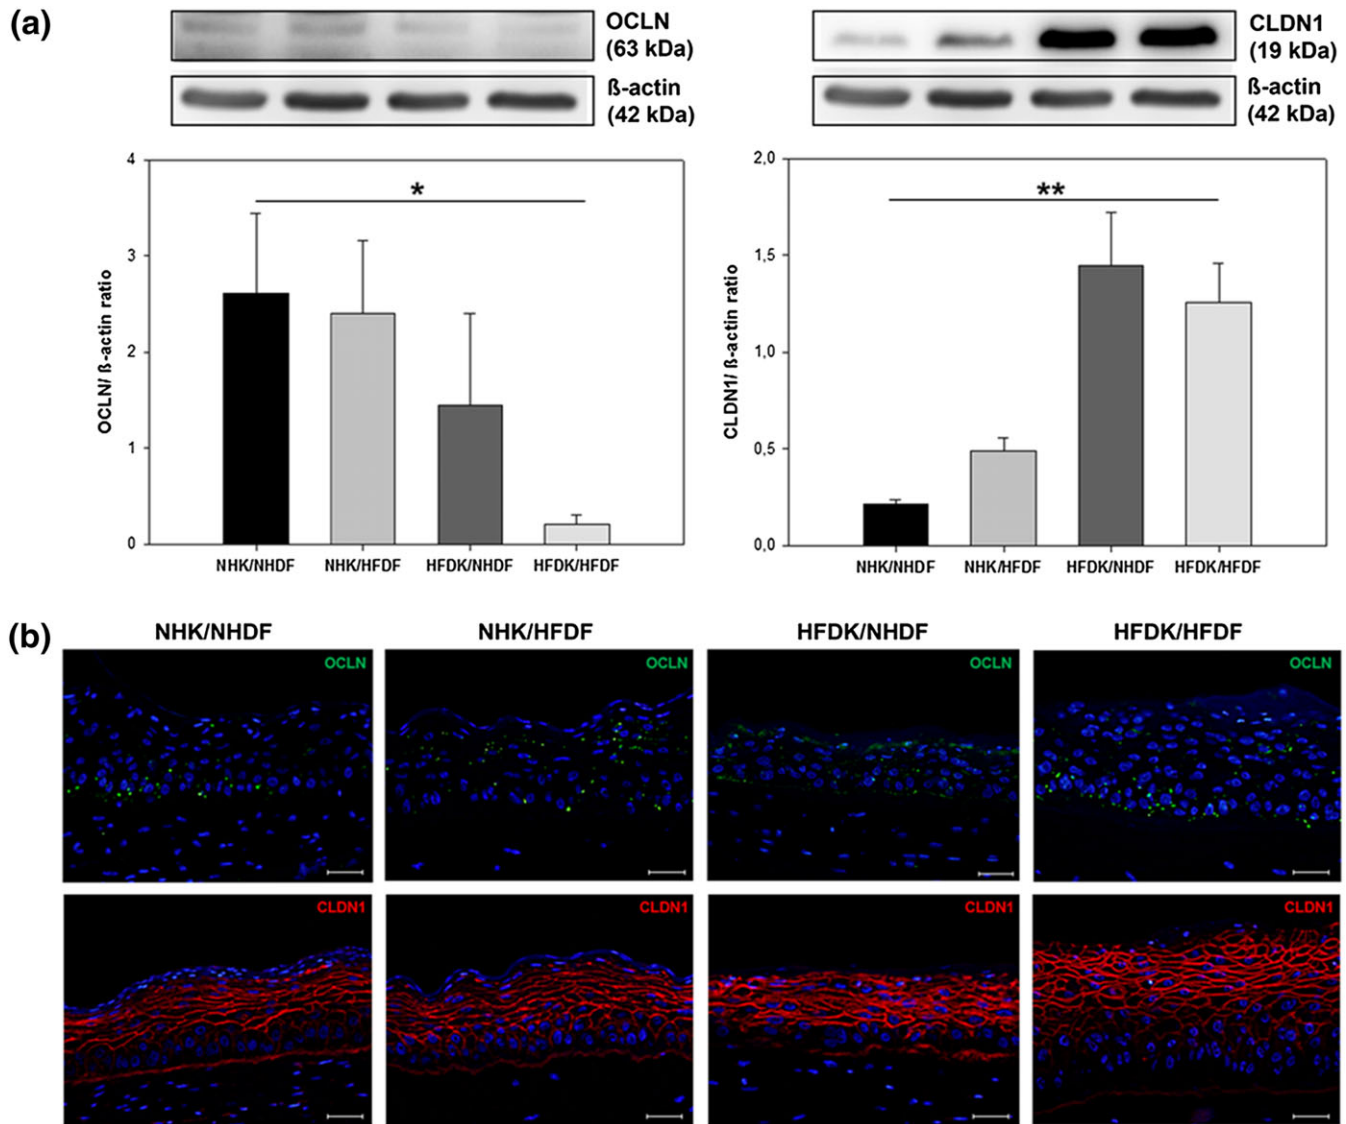 (a)
OCLN
(63 kDa)
ß-actin
(42 kDa)
4
3
2
1
0
OCLN/ ß-actin ratio
*
NHK/NHDF NHK/HFDF HFDK/NHDF HFDK/HFDF
CLDN1
(19 kDa)
ß-actin
(42 kDa)
2,0
1,5
1,0
0,5
0,0
CLDN1/ ß-actin ratio
**
NHK/NHDF NHK/HFDF HFDK/NHDF HFDK/HFDF
(b)
NHK/NHDF NHK/HFDF HFDK/NHDF HFDK/HFDF
OCLN OCLN OCLN OCLN
CLDN1 CLDN1 CLDN1 CLDN1